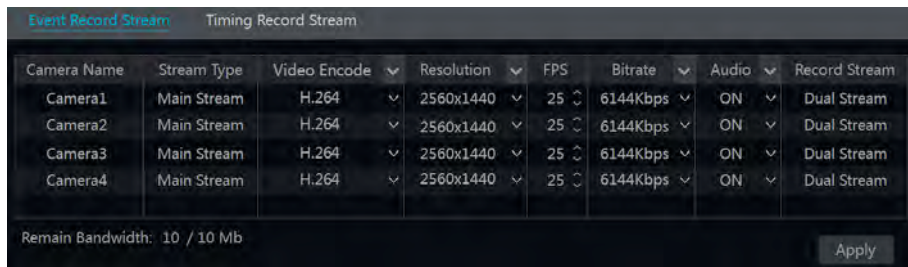 Event Record Stream Timing Record Stream
Camera Name Stream Type Video Encode Resolution FPS Bitrate Audio Record Stream
Camera1 Main Stream H.264 2560x1440 25 6144Kbps ON Dual Stream
Camera2 Main Stream H.264 2560x1440 25 6144Kbps ON Dual Stream
Camera3 Main Stream H.264 2560x1440 25 6144Kbps ON Dual Stream
Camera4 Main Stream H.264 2560x1440 25 6144Kbps ON Dual Stream
Remain Bandwidth: 10 / 10 Mb
Apply